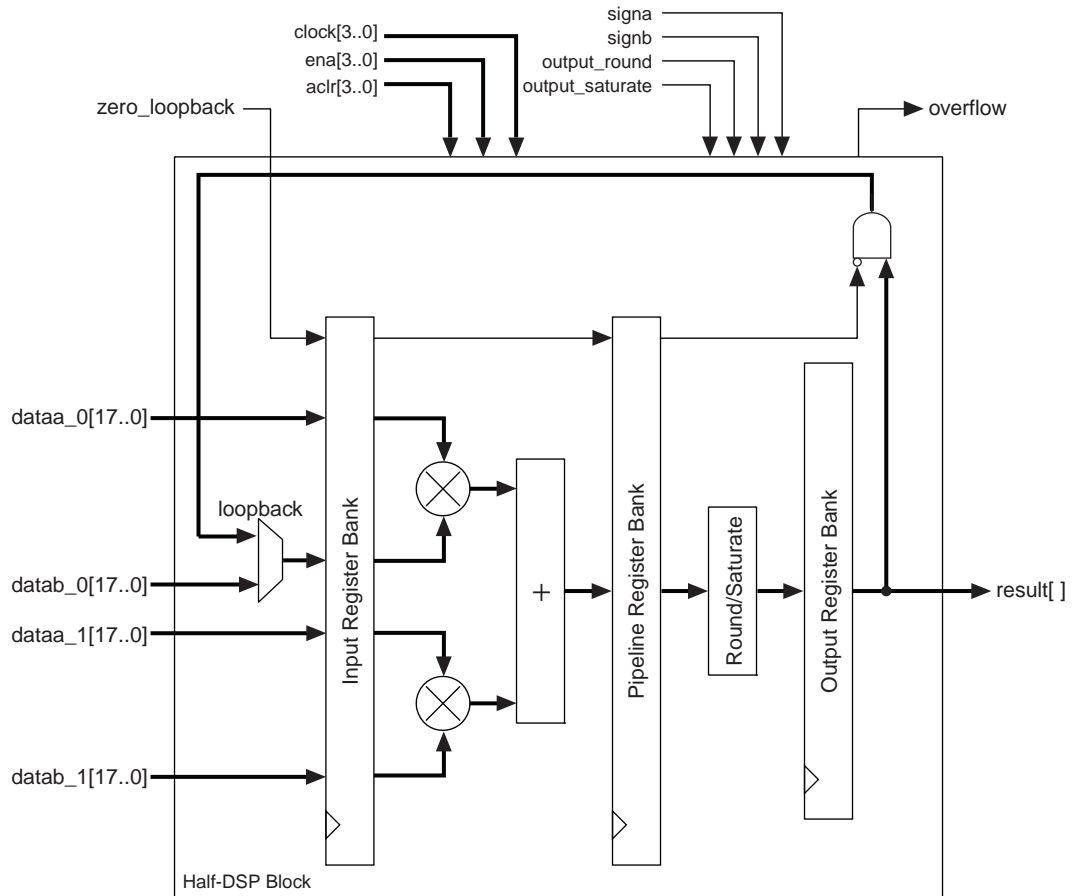 signa
clock[3..0]
signb
ena[3..0]
output_round
aclr[3..0]
output_saturate
zero_loopback
overflow
dataa_0[17..0]
loopback
datab_0[17..0]
dataa_1[17..0]
datab_1[17..0]
Input Register Bank
+
Pipeline Register Bank
Round/Saturate
Output Register Bank
result[ ]
Half-DSP Block